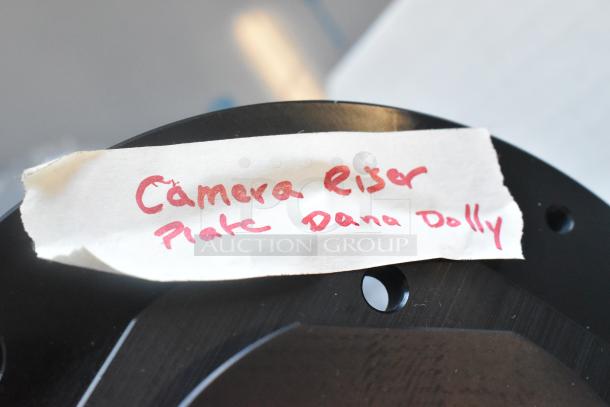 Camera Riser
Plate Dana Dolly
AUCTION GROUP